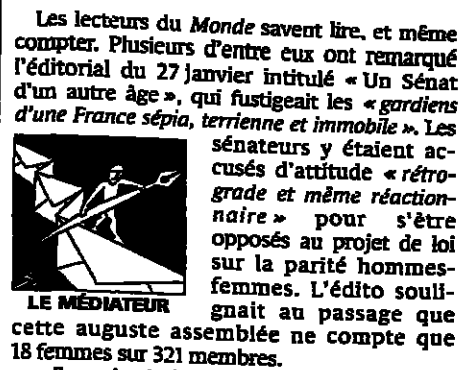 Les lecteurs du Monde savent lire, et même
compter. Plusieurs d'entre eux ont remarqué
l'éditorial du 27 janvier intitulé « Un Sénat
d'un autre âge », qui fustigeait les « gardiens
d'une France sépia, terrienne et immobile ». Les
sénateurs y étaient ac-
cusés d'attitude « rétro-
grade et même réaction-
naire » pour s'être
opposés au projet de loi
sur la parité hommes-
femmes. L'édito souli-
gnait au passage que
LE MÉDIATEUR
cette auguste assemblée ne compte que
18 femmes sur 321 membres.